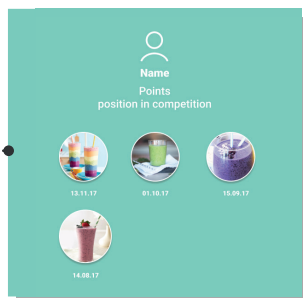 Name
Points
position in competition
13.11.17
01.10.17
15.09.17
14.08.17